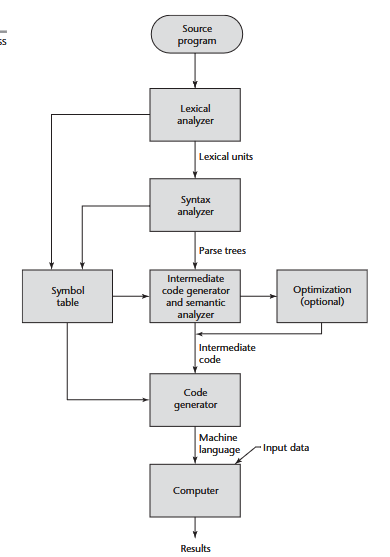 ss
Source
program
Lexical
analyzer
Lexical units
Syntax
analyzer
Parse trees
Symbol
table
Intermediate
code generator
and semantic
analyzer
Optimization
(optional)
Intermediate
code
Code
generator
Machine
language
Input data
Computer
Results